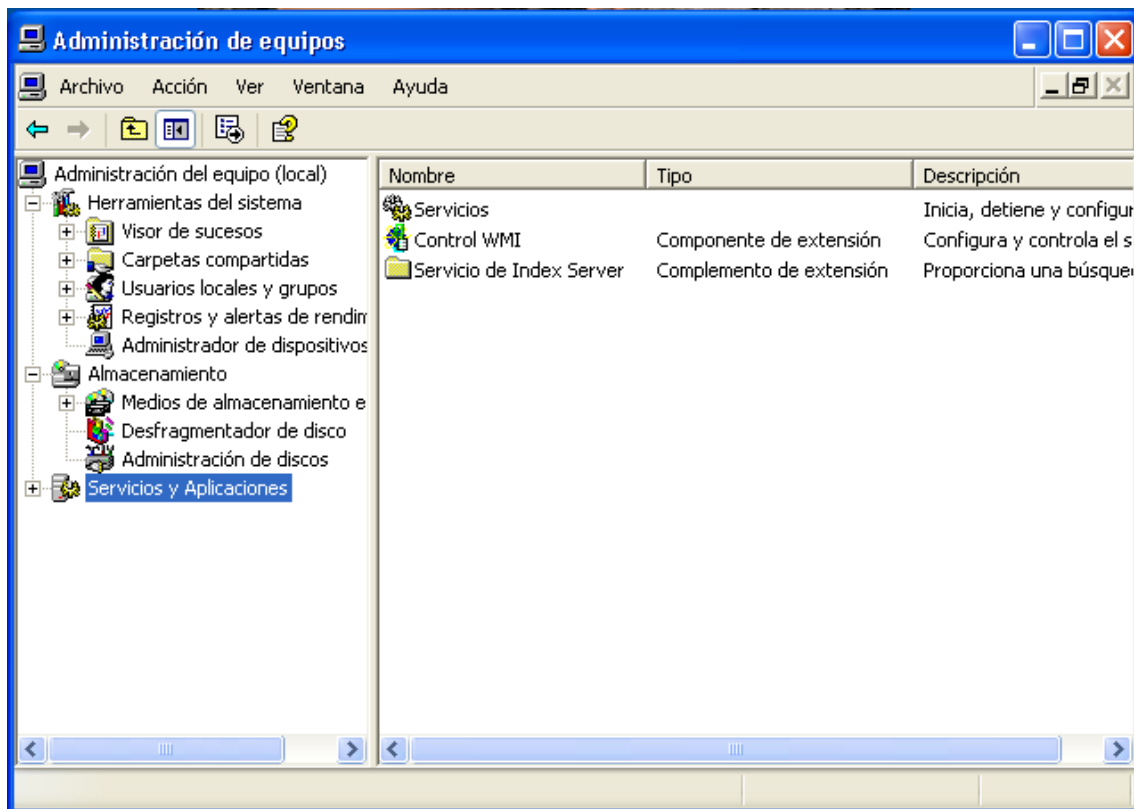 Administración de equipos
Archivo Acción Ver Ventana Ayuda
Administración del equipo (local)
Herramientas del sistema
Visor de sucesos
Carpetas compartidas
Usuarios locales y grupos
Registros y alertas de rendim
Administrador de dispositivos
Almacenamiento
Medios de almacenamiento e
Desfragmentador de disco
Administración de discos
Servicios y Aplicaciones
Nombre Tipo Descripción
Servicios Inicia, detiene y configur
Control WMI Componente de extensión Configura y controla el s
Servicio de Index Server Complemento de extensión Proporciona una búsque